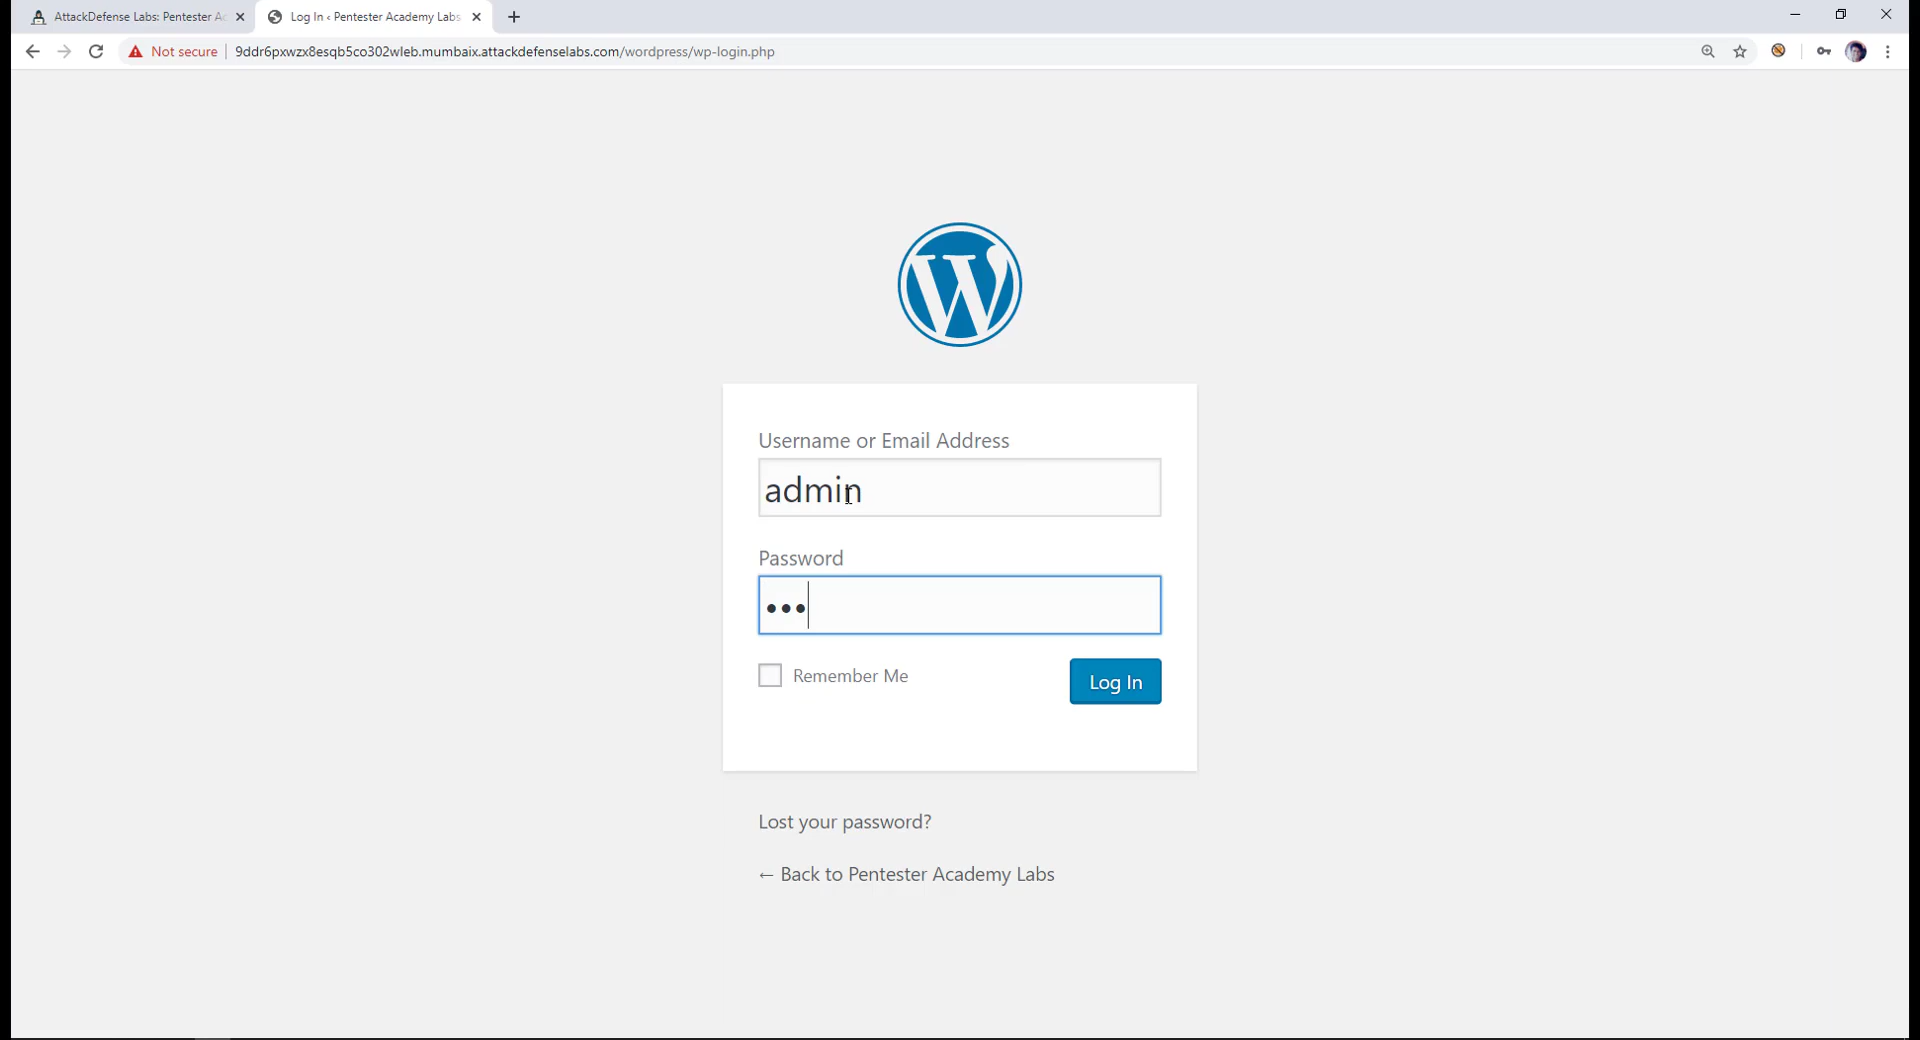 AttackDefense Labs: Pentester Ac
Log In ‹ Pentester Academy Labs
Not secure
9ddr6pxwzx8esqb5co302wleb.mumbaix.attackdefenselabs.com/wordpress/wp-login.php
Username or Email Address
admin
Password
•••
Remember Me
Log In
Lost your password?
← Back to Pentester Academy Labs